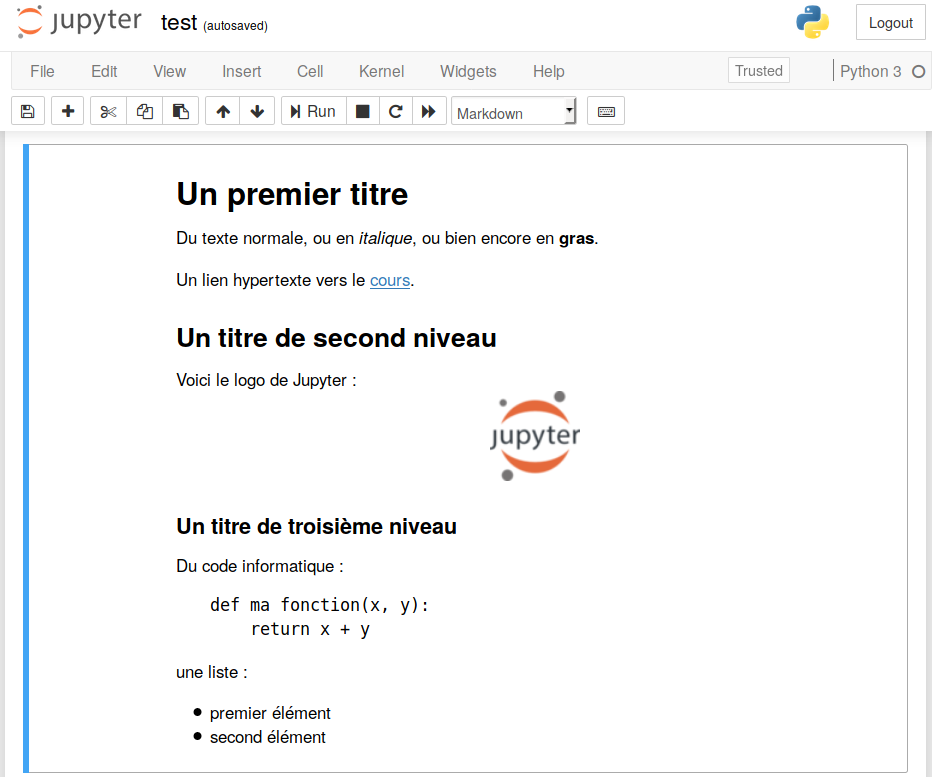 jupyter test (autosaved)
Logout
File Edit View Insert Cell Kernel Widgets Help Trusted Python 3
Run Markdown
Un premier titre
Du texte normale, ou en italique, ou bien encore en gras.
Un lien hypertexte vers le cours.
Un titre de second niveau
Voici le logo de Jupyter :
jupyter
Un titre de troisième niveau
Du code informatique :
def ma fonction(x, y):
    return x + y
une liste :
premier élément
second élément